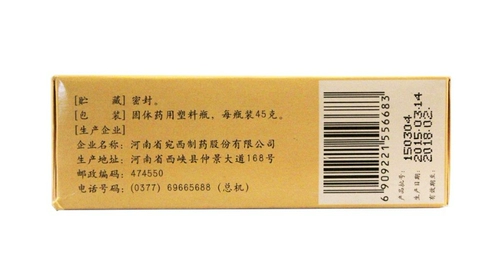 [贮　　藏] 密封。
[包　　装] 固体药用塑料瓶，每瓶装45克。
[生产企业]
企业名称：河南省宛西制药股份有限公司
生产地址：河南省西峡县仲景大道168号
邮政编码：474550
电话号码：(0377) 69665688 (总机)
6 909221 556683
产品批号：150304
生产日期：2015.03.14
有效期至：2018.02.